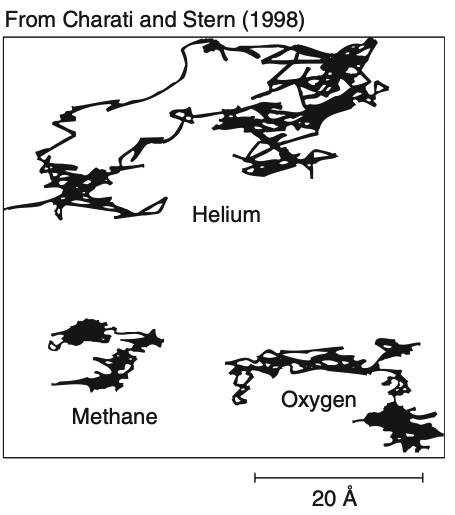 From Charati and Stern (1998)
Helium
Methane
Oxygen
20 Å